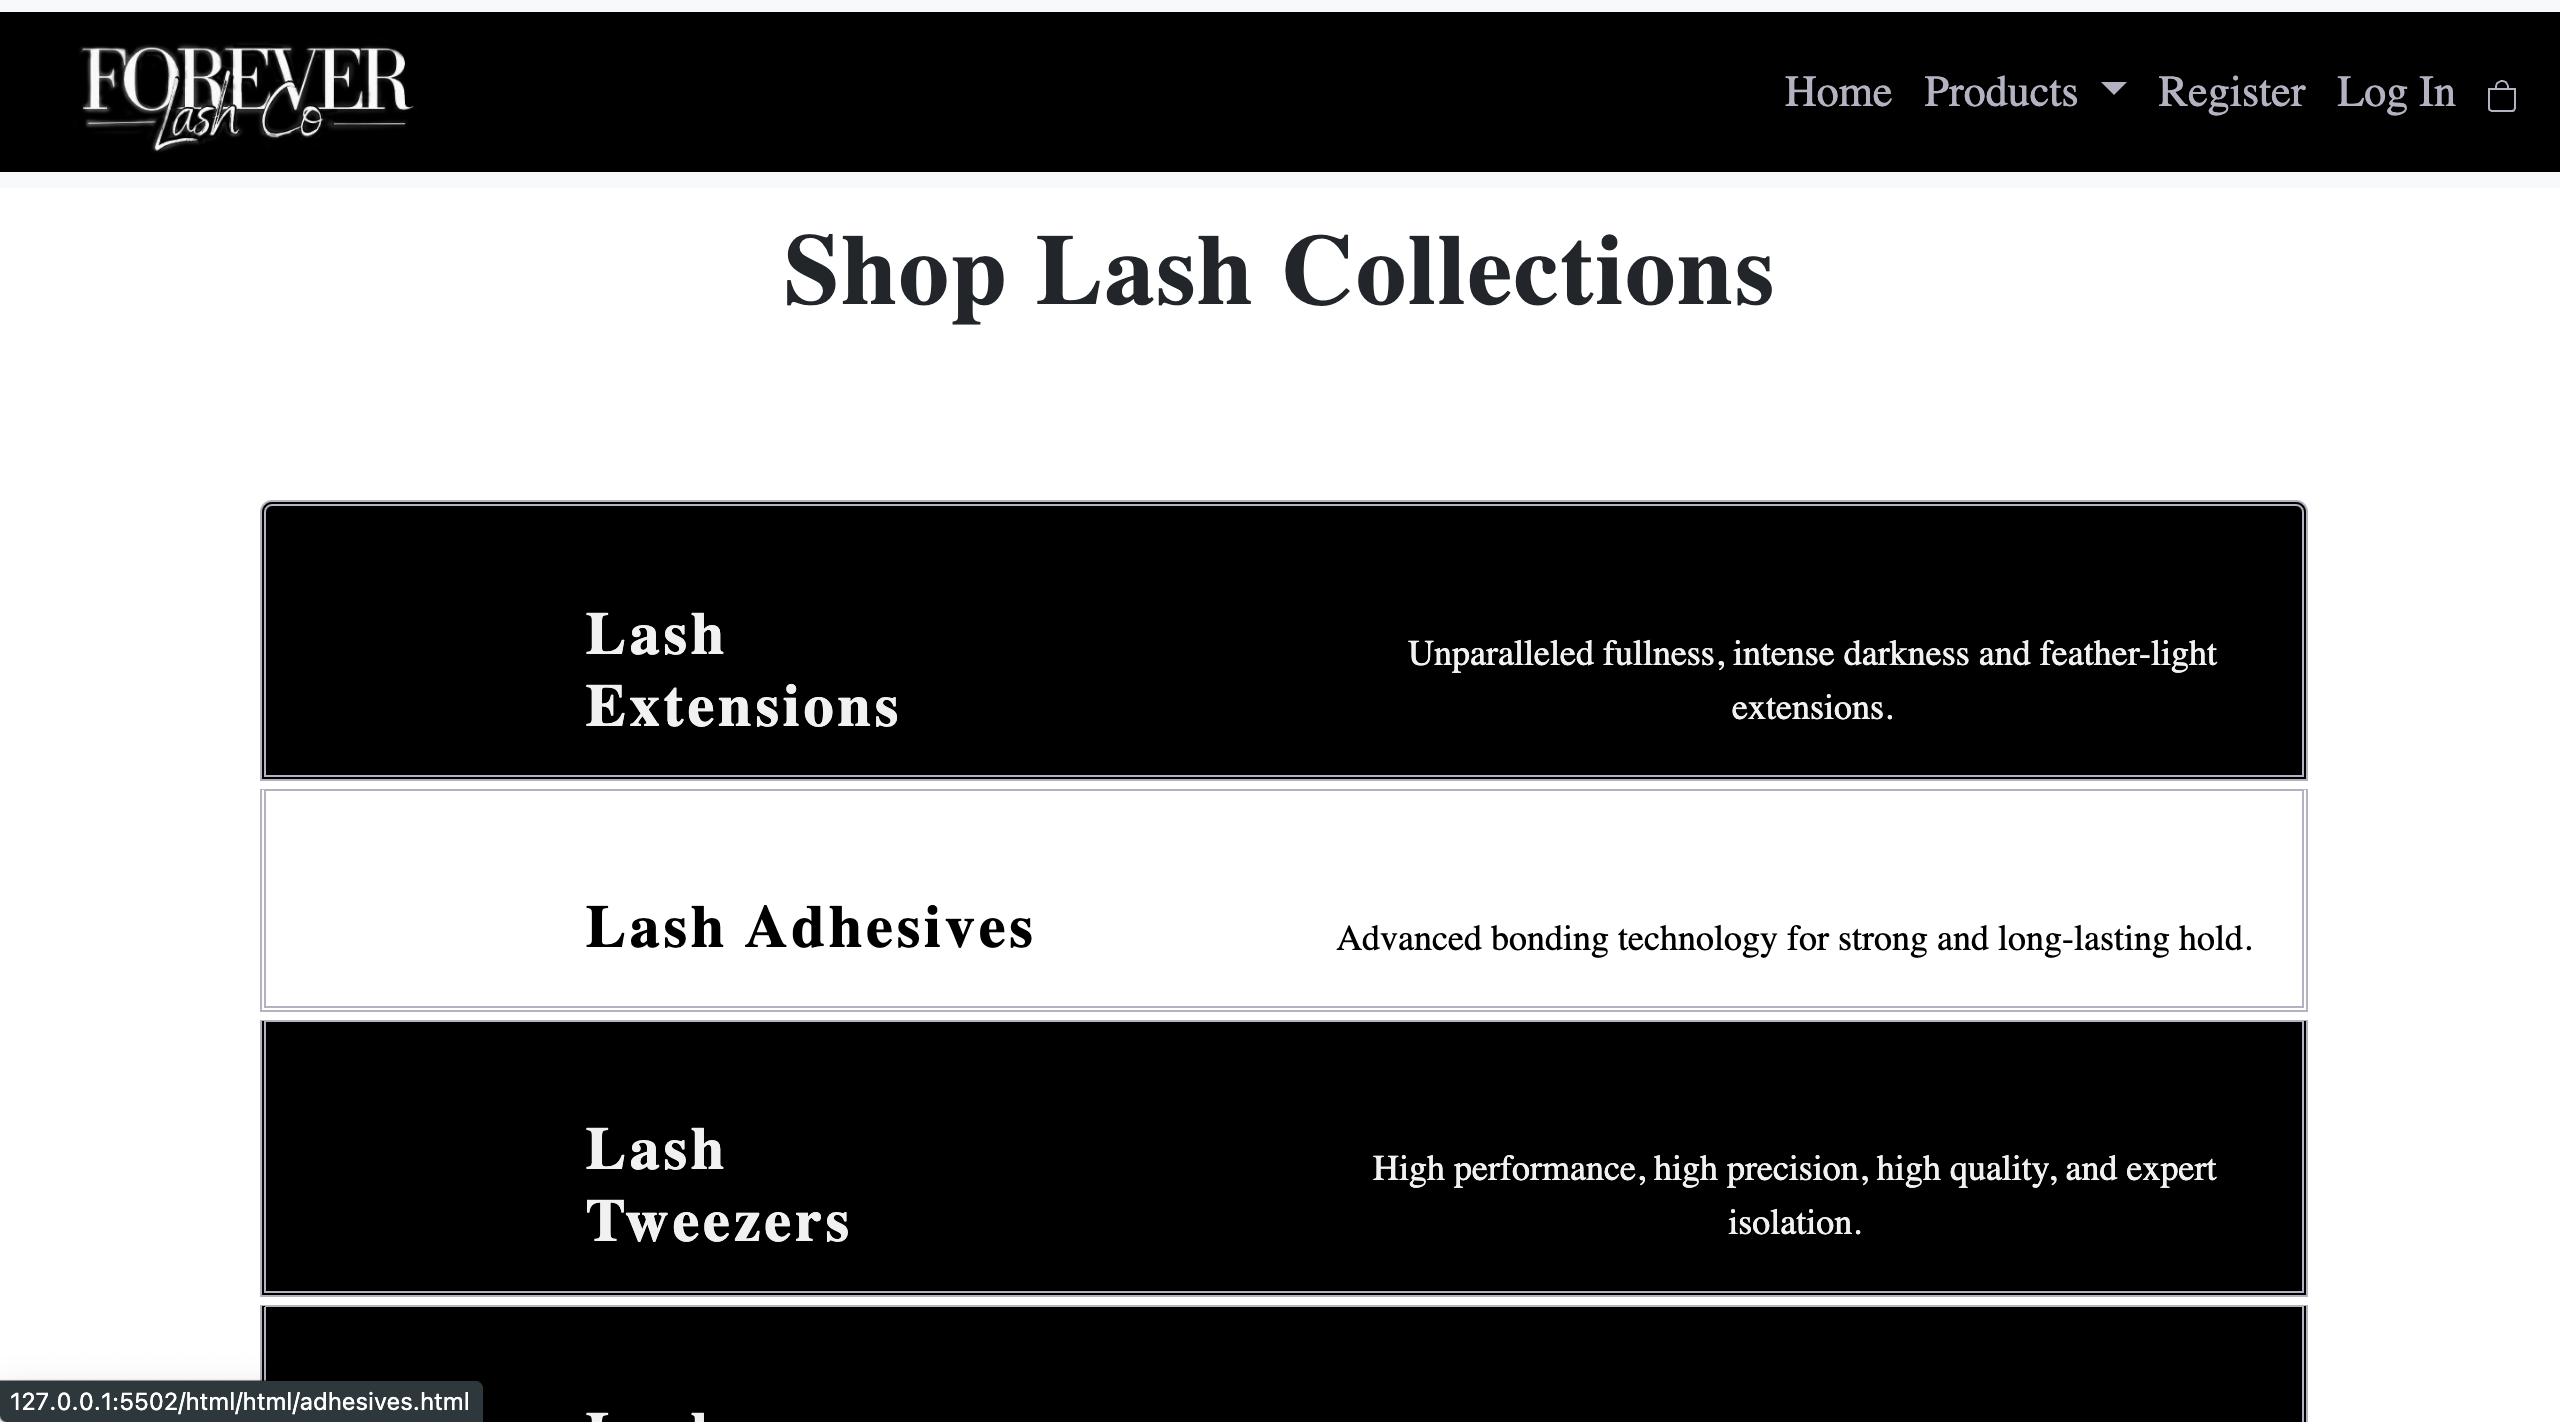 FOREVER
Lash Co
Home Products Register Log In
Shop Lash Collections
Lash
Extensions
Unparalleled fullness, intense darkness and feather-light
extensions.
Lash Adhesives
Advanced bonding technology for strong and long-lasting hold.
Lash
Tweezers
High performance, high precision, high quality, and expert
isolation.
127.0.0.1:5502/html/html/adhesives.html